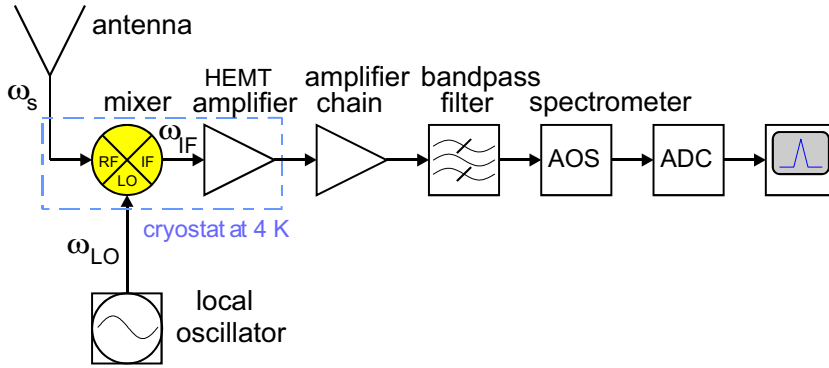 antenna
ωs
mixer
HEMT
amplifier
amplifier
chain
bandpass
filter
spectrometer
ωIF
RF
IF
LO
AOS
ADC
cryostat at 4 K
ωLO
local
oscillator